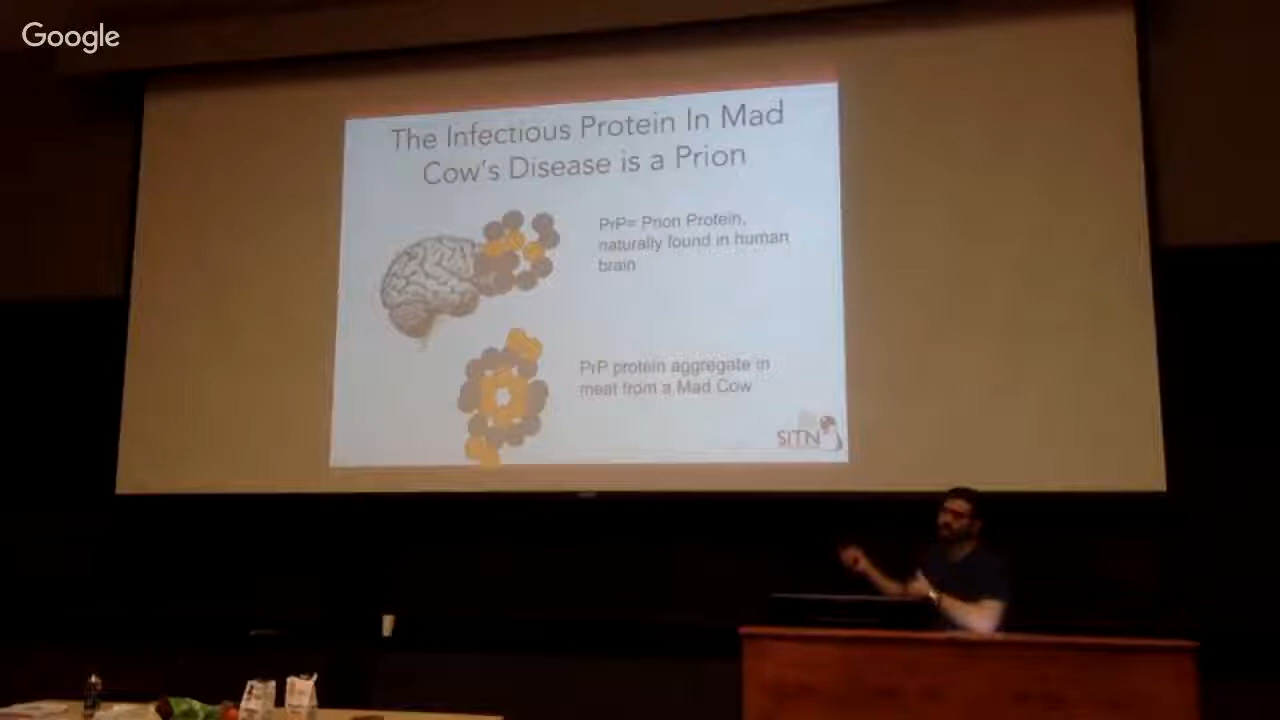 Google
The Infectious Protein In Mad
Cow's Disease is a Prion
PrP= Prion Protein,
naturally found in human
brain
PrP protein aggregate in
meat from a Mad Cow
SITN